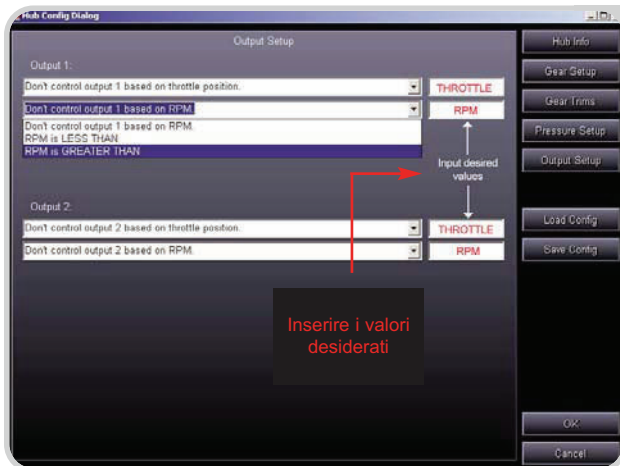 Hub Config Dialog
Output Setup
Output 1:
Don't control output 1 based on throttle position.
THROTTLE
Don't control output 1 based on RPM.
RPM
Don't control output 1 based on RPM.
RPM is LESS THAN
RPM is GREATER THAN
Input desired
values
Output 2:
Don't control output 2 based on throttle position.
THROTTLE
Don't control output 2 based on RPM.
RPM
Inserire i valori
desiderati
Hub Info
Gear Setup
Gear Trims
Pressure Setup
Output Setup
Load Config
Save Config
OK
Cancel